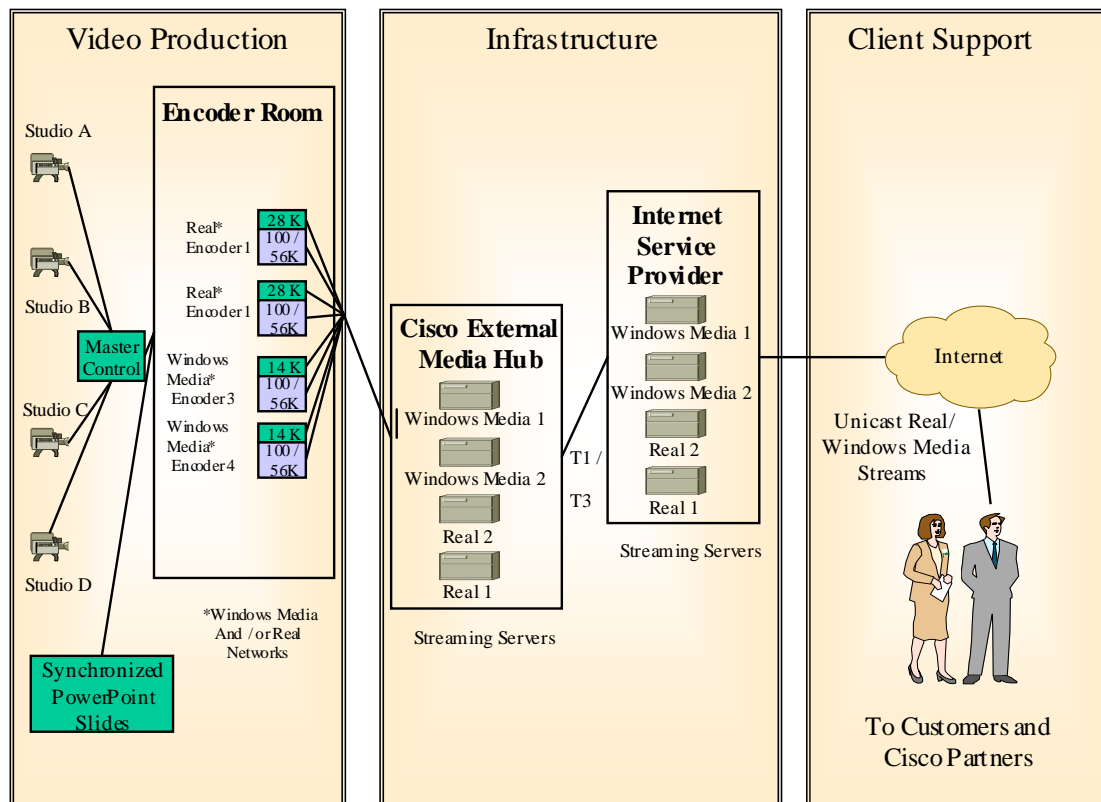 Video Production
Encoder Room
Studio A
Studio B
Master
Control
Studio C
Studio D
Real*
Encoder1
28 K
100 /
56K
Real*
Encoder1
28 K
100 /
56K
Windows
Media*
Encoder3
14 K
100 /
56K
Windows
Media*
Encoder4
14 K
100 /
56K
*Windows Media
And / or Real
Networks
Synchronized
PowerPoint
Slides
Infrastructure
Cisco External
Media Hub
Windows Media 1
Windows Media 2
Real 2
Real 1
Streaming Servers
T1 /
T3
Internet
Service
Provider
Windows Media 1
Windows Media 2
Real 2
Real 1
Streaming Servers
Client Support
Internet
Unicast Real/
Windows Media
Streams
To Customers and
Cisco Partners